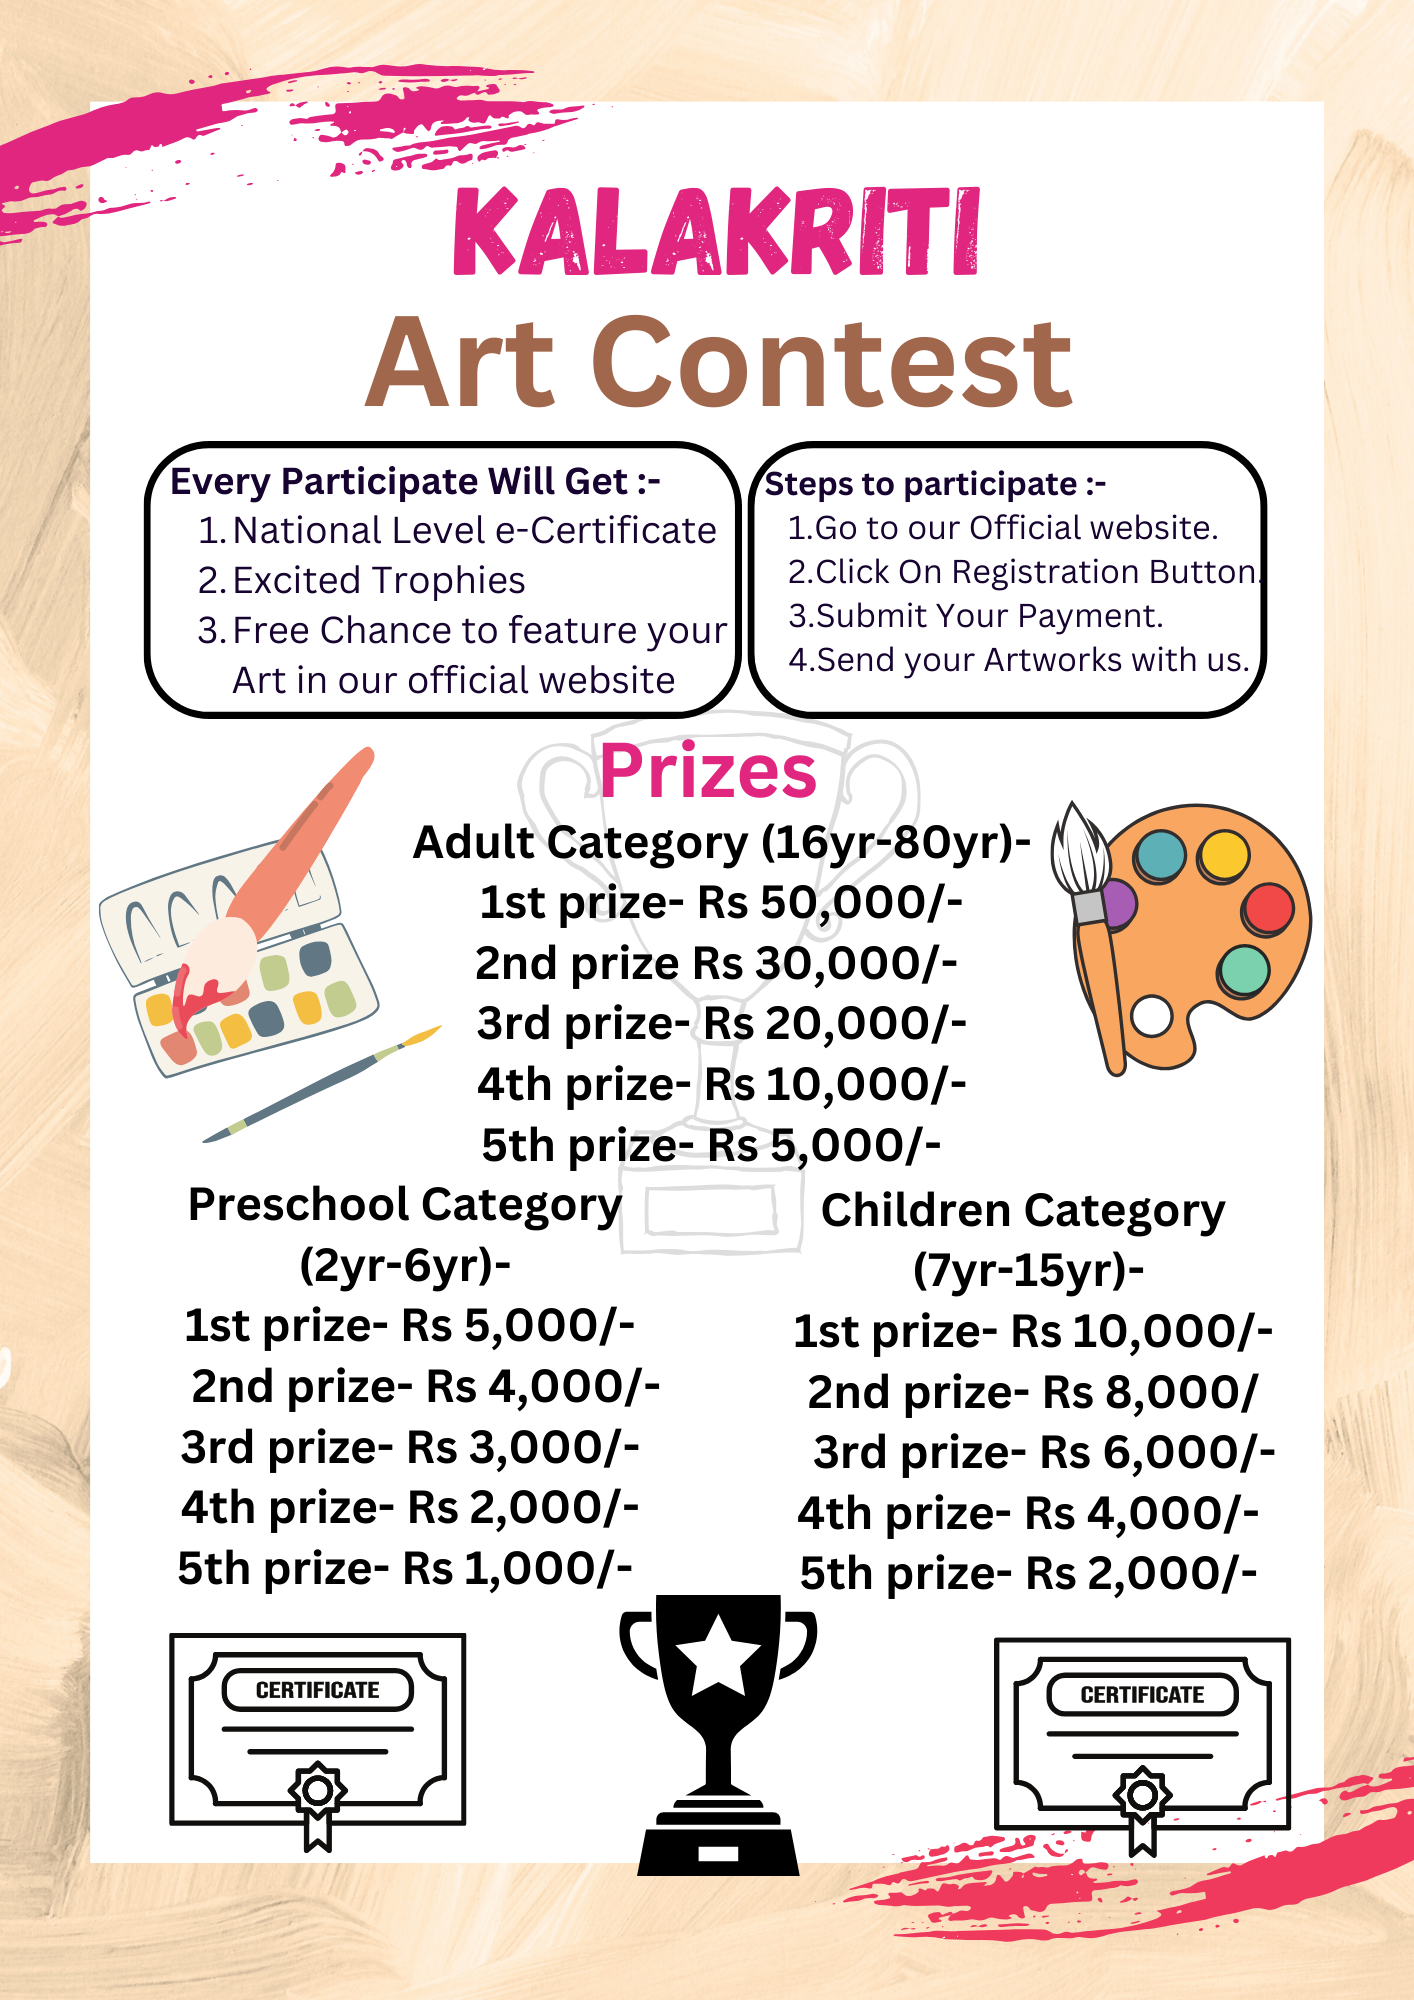 KALAKRITI
Art Contest
Every Participate Will Get :-
1. National Level e-Certificate
2. Excited Trophies
3. Free Chance to feature your
Art in our official website
Steps to participate :-
1.Go to our Official website.
2.Click On Registration Button.
3.Submit Your Payment.
4.Send your Artworks with us.
Prizes
Adult Category (16yr-80yr)-
1st prize- Rs 50,000/-
2nd prize Rs 30,000/-
3rd prize- Rs 20,000/-
4th prize- Rs 10,000/-
5th prize- Rs 5,000/-
Preschool Category
(2yr-6yr)-
1st prize- Rs 5,000/-
2nd prize- Rs 4,000/-
3rd prize- Rs 3,000/-
4th prize- Rs 2,000/-
5th prize- Rs 1,000/-
Children Category
(7yr-15yr)-
1st prize- Rs 10,000/-
2nd prize- Rs 8,000/
3rd prize- Rs 6,000/-
4th prize- Rs 4,000/-
5th prize- Rs 2,000/-
CERTIFICATE
CERTIFICATE